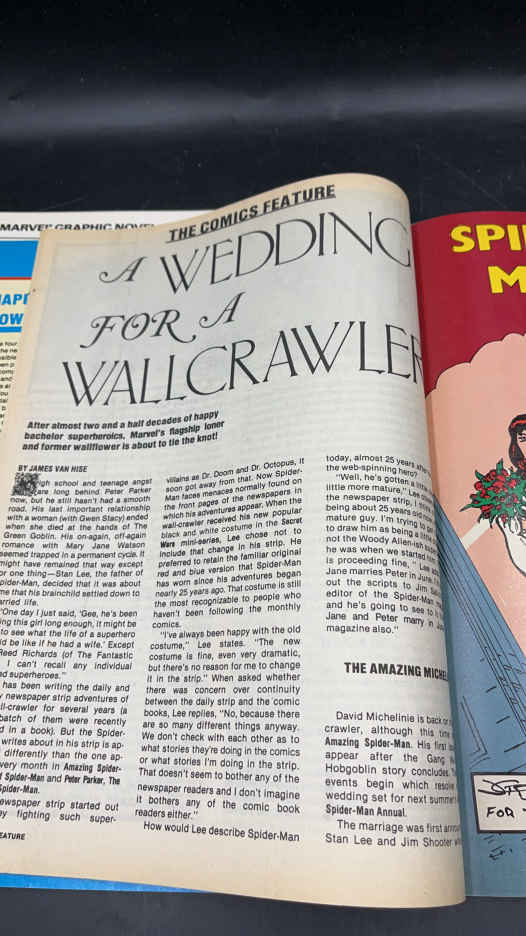 MARVEL GRAPHIC NOVEL
THE COMICS FEATURE
A WEDDING
FOR A
WALLCRAWLER
After almost two and a half decades of happy
bachelor superheroics, Marvel's flagship loner
and former wallflower is about to tie the knot!
BY JAMES VAN HISE
High school and teenage angst
are long behind Peter Parker
now, but he still hasn't had a smooth
road. His last important relationship
with a woman (with Gwen Stacy) ended
when she died at the hands of The
Green Goblin. His on-again, off-again
romance with Mary Jane Watson
seemed trapped in a permanent cycle. It
might have remained that way except
for one thing—Stan Lee, the father of
Spider-Man, decided that it was about
me that his brainchild settled down to
arried life.
"One day I just said, 'Gee, he's been
ing this girl long enough, it might be
to see what the life of a superhero
ld be like if he had a wife.' Except
Reed Richards (of The Fantastic
I can't recall any individual
ed superheroes."
has been writing the daily and
newspaper strip adventures of
ll-crawler for several years (a
batch of them were recently
d in a book). But the Spider-
writes about in his strip is ap-
differently than the one ap-
very month in Amazing Spider-
Spider-Man and Peter Parker, The
Spider-Man.
ewspaper strip started out
ey fighting such super-
villains as Dr. Doom and Dr. Octopus, it
soon got away from that. Now Spider-
Man faces menaces normally found on
the front pages of the newspapers in
which his adventures appear. When the
wall-crawler received his new popular
black and white costume in the Secret
Wars mini-series, Lee chose not to
include that change in his strip. He
preferred to retain the familiar original
red and blue version that Spider-Man
has worn since his adventures began
nearly 25 years ago. That costume is still
the most recognizable to people who
haven't been following the monthly
comics.
"I've always been happy with the old
costume," Lee states. "The new
costume is fine, even very dramatic,
but there's no reason for me to change
it in the strip." When asked whether
there was concern over continuity
between the daily strip and the comic
books, Lee replies, "No, because there
are so many different things anyway.
We don't check with each other as to
what stories they're doing in the comics
or what stories I'm doing in the strip.
That doesn't seem to bother any of the
newspaper readers and I don't imagine
it bothers any of the comic book
readers either."
How would Lee describe Spider-Man
today, almost 25 years after
the web-spinning hero?
"Well, he's gotten a little
little more mature," Lee
the newspaper strip, I
being about 25 years
mature guy. I'm trying to
to draw him as being a little
not the Woody Allen-ish
he was when we started
is proceeding fine," Lee
Jane marries Peter in June.
out the scripts to Jim
editor of the Spider-Man
and he's going to see
Jane and Peter marry in
magazine also."
THE AMAZING MICHE
David Michelinie is back on
crawler, although this
Amazing Spider-Man. His first
appear after the Gang
Hobgoblin story concludes.
events begin which resolve
wedding set for next summer
Spider-Man Annual.
The marriage was first announ
Stan Lee and Jim Shooter
EATURE
SPI
M
FOR